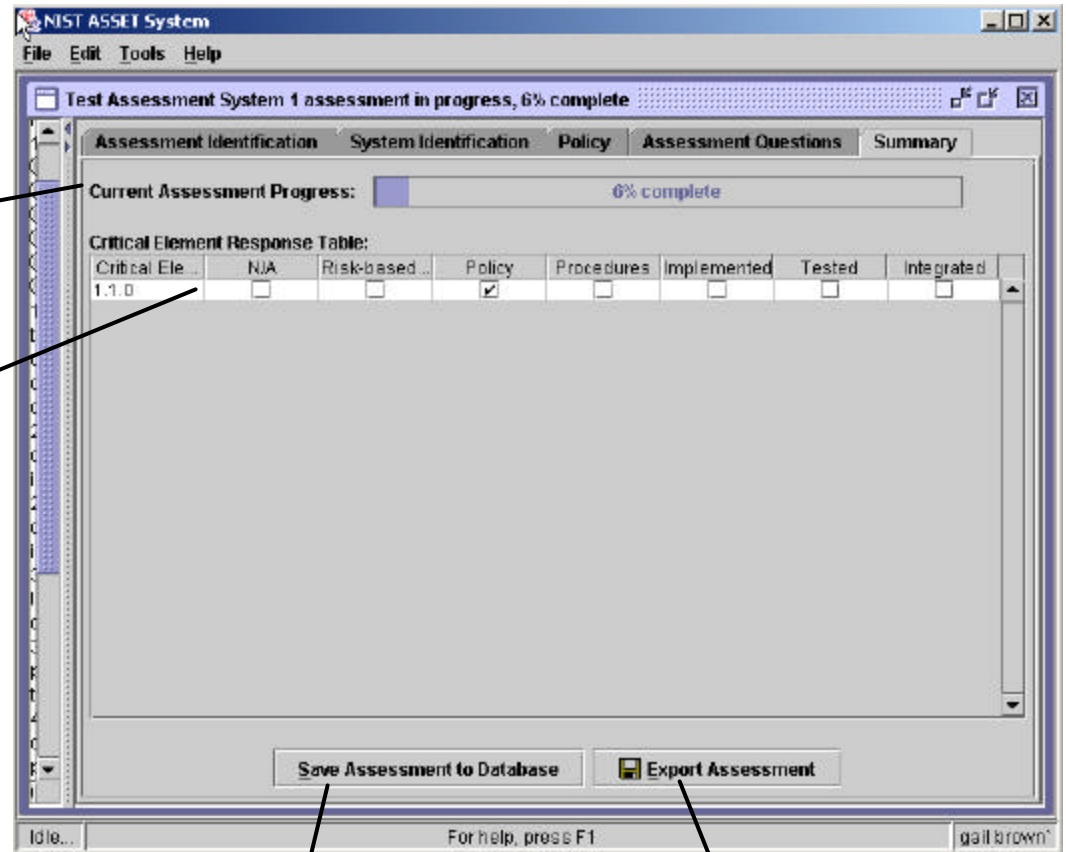 NIST ASSET System
File Edit Tools Help
Test Assessment System 1 assessment in progress, 6% complete
Assessment Identification System Identification Policy Assessment Questions Summary
Current Assessment Progress: 6% complete
Critical Element Response Table:
Critical Ele... N/A Risk-based... Policy Procedures Implemented Tested Integrated
1.1.0
Save Assessment to Database Export Assessment
Idle... For help, press F1 gail brown